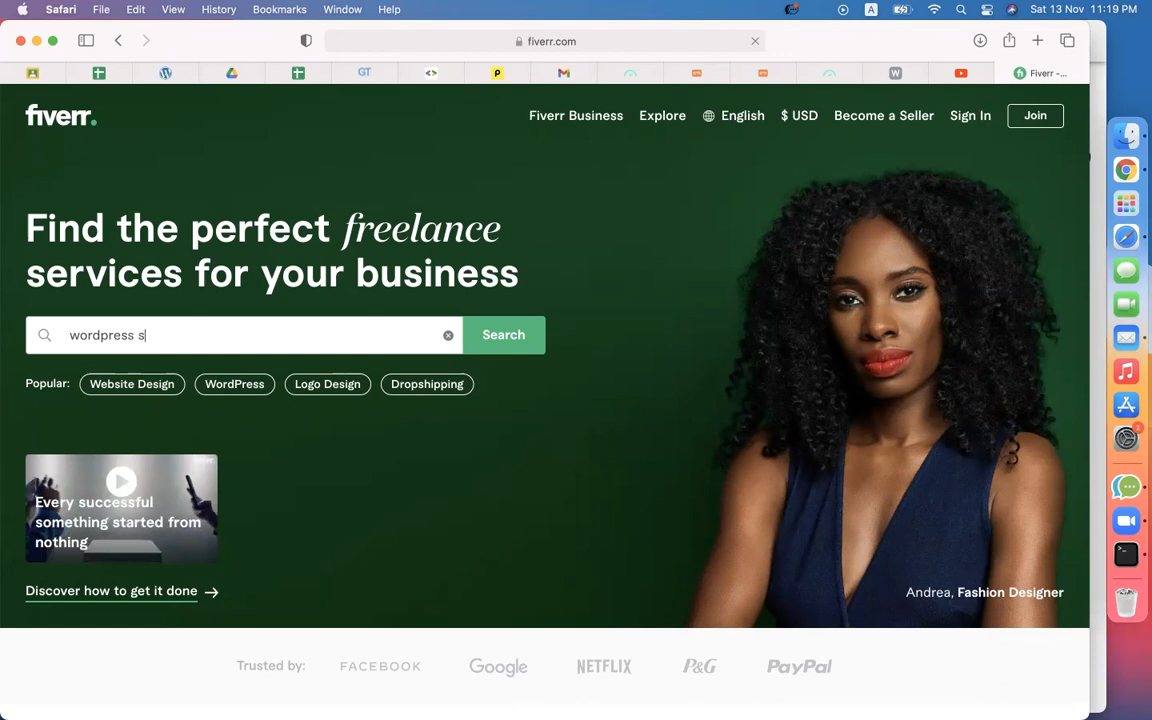 Safari File Edit View History Bookmarks Window Help
A
Sat 13 Nov 11:19 PM
fiverr.com
GT
P
W
fi Fiverr -...
fiverr.
Fiverr Business Explore English $ USD Become a Seller Sign In Join
Find the perfect freelance
services for your business
wordpress s
Search
Popular: Website Design WordPress Logo Design Dropshipping
Every successful
something started from
nothing
Discover how to get it done →
Andrea, Fashion Designer
Trusted by: FACEBOOK Google NETFLIX P&G PayPal
2